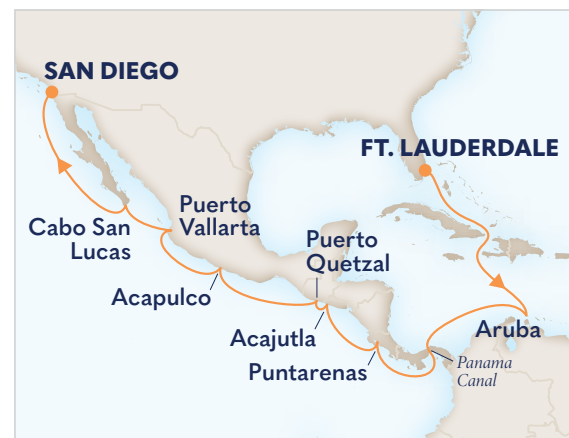 SAN DIEGO
FT. LAUDERDALE
Cabo San
Lucas
Puerto
Vallarta
Puerto
Quetzal
Acapulco
Acajutla
Aruba
Puntarenas
Panama
Canal